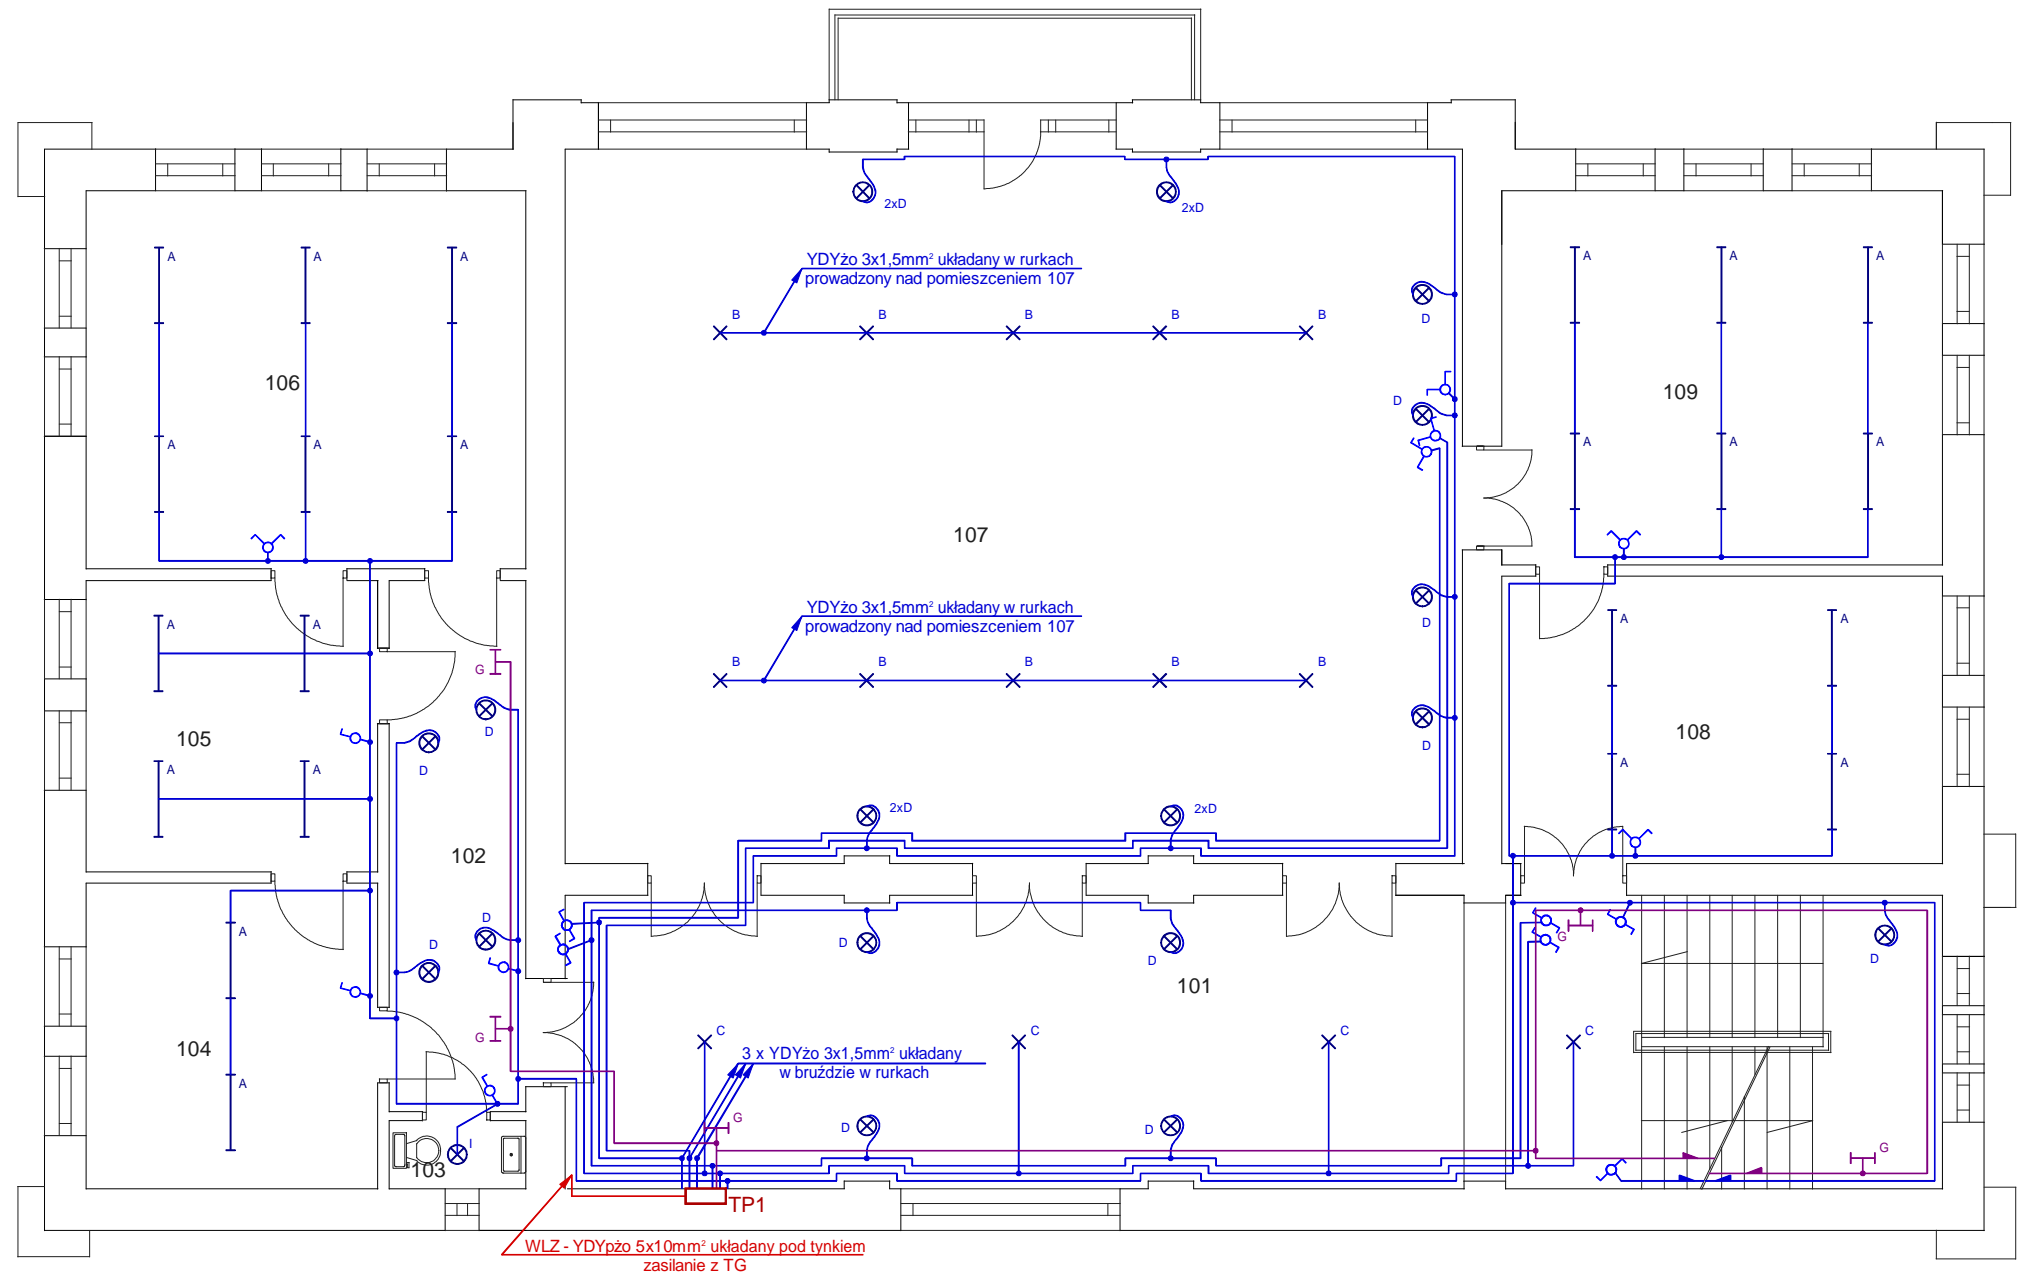 2xD
2xD
A
A
A
A
A
A
YDYżo 3x1,5mm² układany w rurkach
prowadzony nad pomieszczeniem 107
D
B
B
B
B
B
106
109
D
A
A
A
A
A
A
107
YDYżo 3x1,5mm² układany w rurkach
prowadzony nad pomieszczeniem 107
D
A
A
A
A
B
B
B
B
B
G
D
D
D
105
108
A
A
A
A
2xD
2xD
102
D
D
A
D
D
G
D
101
104
G
C
C
C
C
3 x YDYżo 3x1,5mm² układany
w bruździe w rurkach
A
G
D
D
I
G
103
TP1
WLZ - YDYpżo 5x10mm² układany pod tynkiem
zasilanie z TG